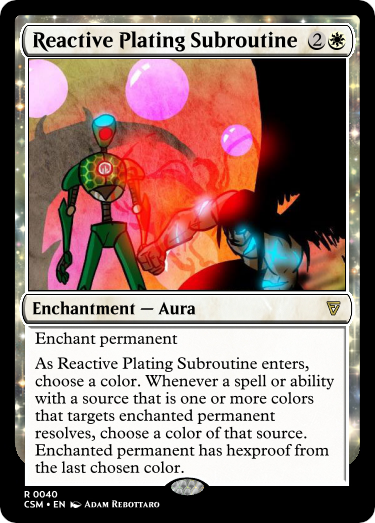 Reactive Plating Subroutine 2
Enchantment — Aura
Enchant permanent
As Reactive Plating Subroutine enters,
choose a color. Whenever a spell or ability
with a source that is one or more colors
that targets enchanted permanent
resolves, choose a color of that source.
Enchanted permanent has hexproof from
the last chosen color.
R 0040
CSM • EN Adam Rebottaro